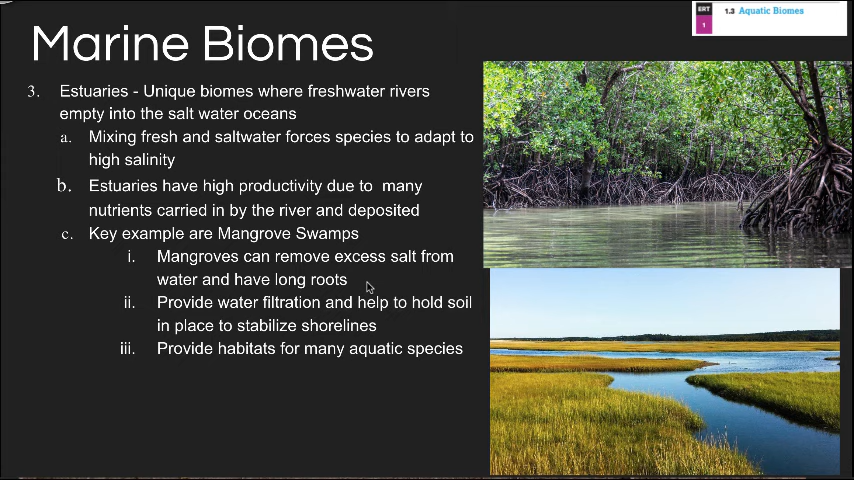 ERT
1
1.3 Aquatic Biomes
Marine Biomes
3. Estuaries - Unique biomes where freshwater rivers
empty into the salt water oceans
a. Mixing fresh and saltwater forces species to adapt to
high salinity
b. Estuaries have high productivity due to many
nutrients carried in by the river and deposited
c. Key example are Mangrove Swamps
i. Mangroves can remove excess salt from
water and have long roots
ii. Provide water filtration and help to hold soil
in place to stabilize shorelines
iii. Provide habitats for many aquatic species